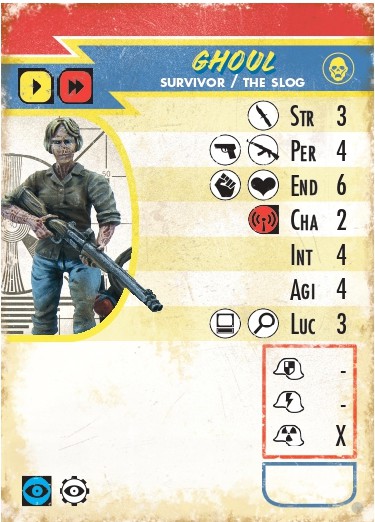 GHOUL
SURVIVOR / THE SLOG
STR 3
PER 4
END 6
CHA 2
INT 4
AGI 4
LUC 3
-
-
X